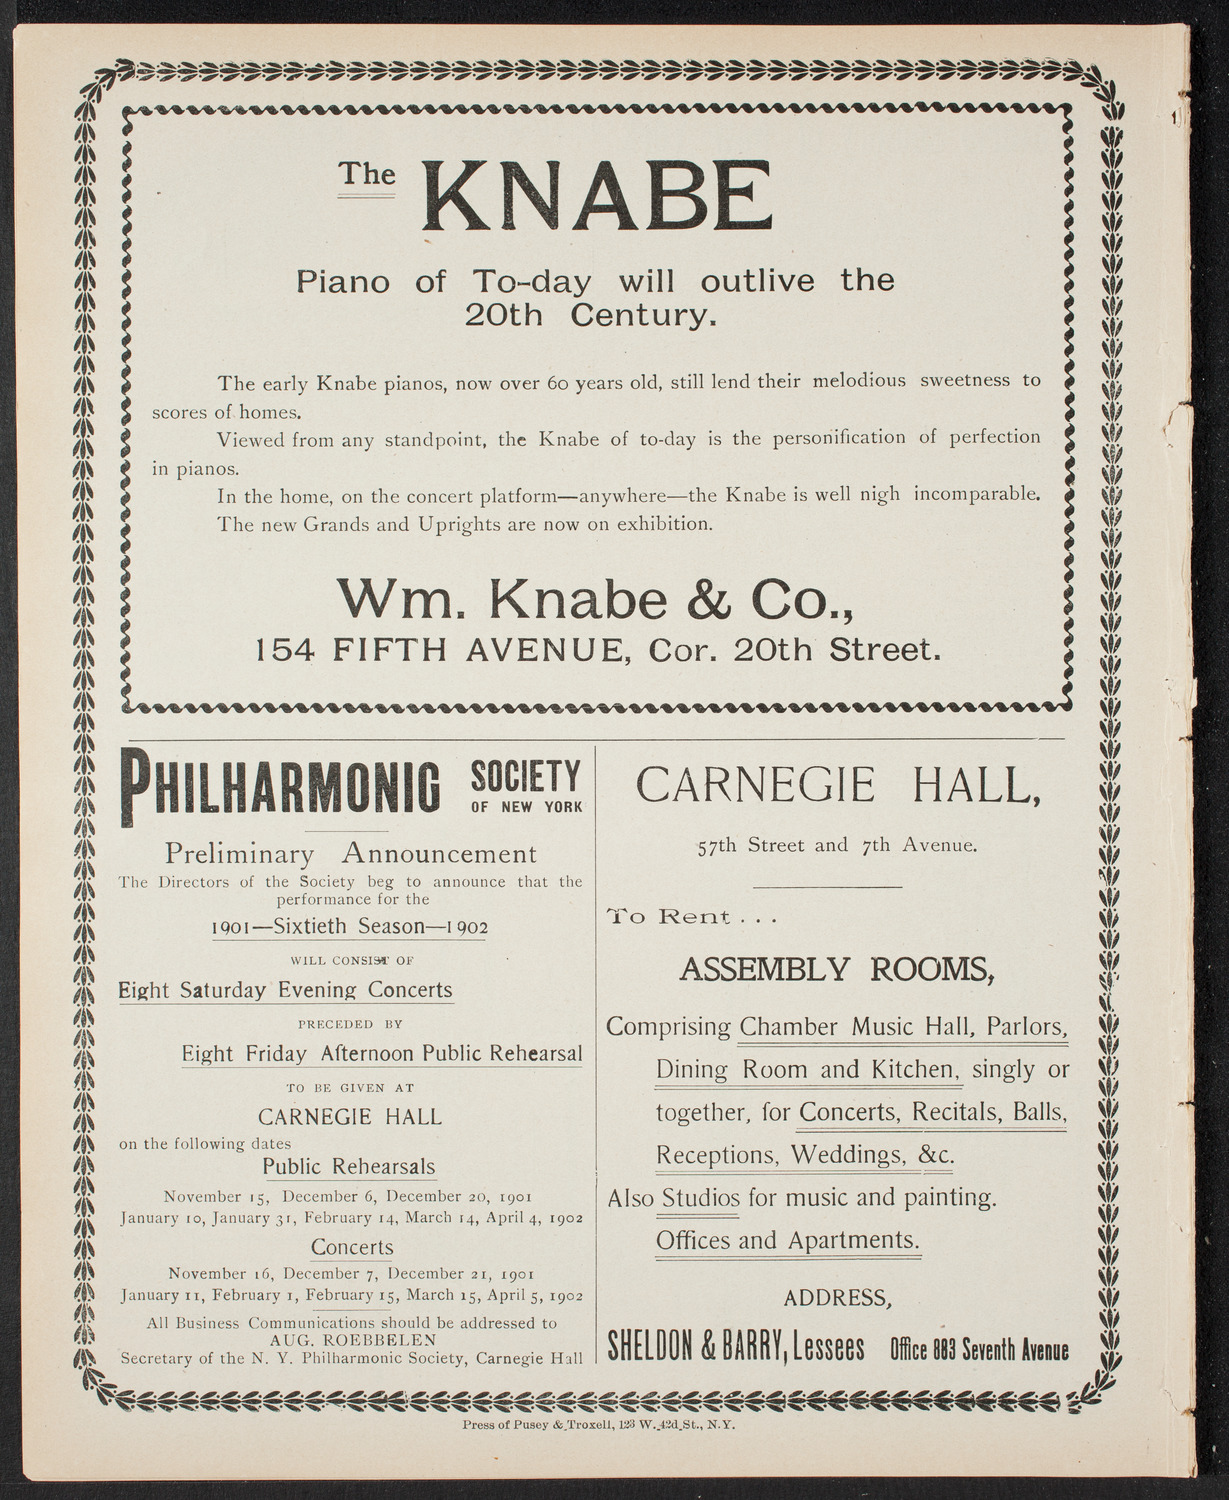 The KNABE
Piano of To-day will outlive the
20th Century.
The early Knabe pianos, now over 60 years old, still lend their melodious sweetness to
scores of homes.
Viewed from any standpoint, the Knabe of to-day is the personification of perfection
in pianos.
In the home, on the concert platform—anywhere—the Knabe is well nigh incomparable.
The new Grands and Uprights are now on exhibition.
Wm. Knabe & Co.,
154 FIFTH AVENUE, Cor. 20th Street.
PHILHARMONIC SOCIETY
OF NEW YORK
Preliminary Announcement
The Directors of the Society beg to announce that the
performance for the
1901—Sixtieth Season—1902
WILL CONSIST OF
Eight Saturday Evening Concerts
PRECEDED BY
Eight Friday Afternoon Public Rehearsal
TO BE GIVEN AT
CARNEGIE HALL
on the following dates
Public Rehearsals
November 15, December 6, December 20, 1901
January 10, January 31, February 14, March 14, April 4, 1902
Concerts
November 16, December 7, December 21, 1901
January 11, February 1, February 15, March 15, April 5, 1902
All Business Communications should be addressed to
AUG. ROEBBELEN
Secretary of the N. Y. Philharmonic Society, Carnegie Hall
CARNEGIE HALL,
57th Street and 7th Avenue.
To Rent . . .
ASSEMBLY ROOMS,
Comprising Chamber Music Hall, Parlors,
Dining Room and Kitchen, singly or
together, for Concerts, Recitals, Balls,
Receptions, Weddings, &c.
Also Studios for music and painting.
Offices and Apartments.
ADDRESS,
SHELDON & BARRY, Lessees Office 883 Seventh Avenue
Press of Pusey & Troxell, 123 W. 42d St., N.Y.